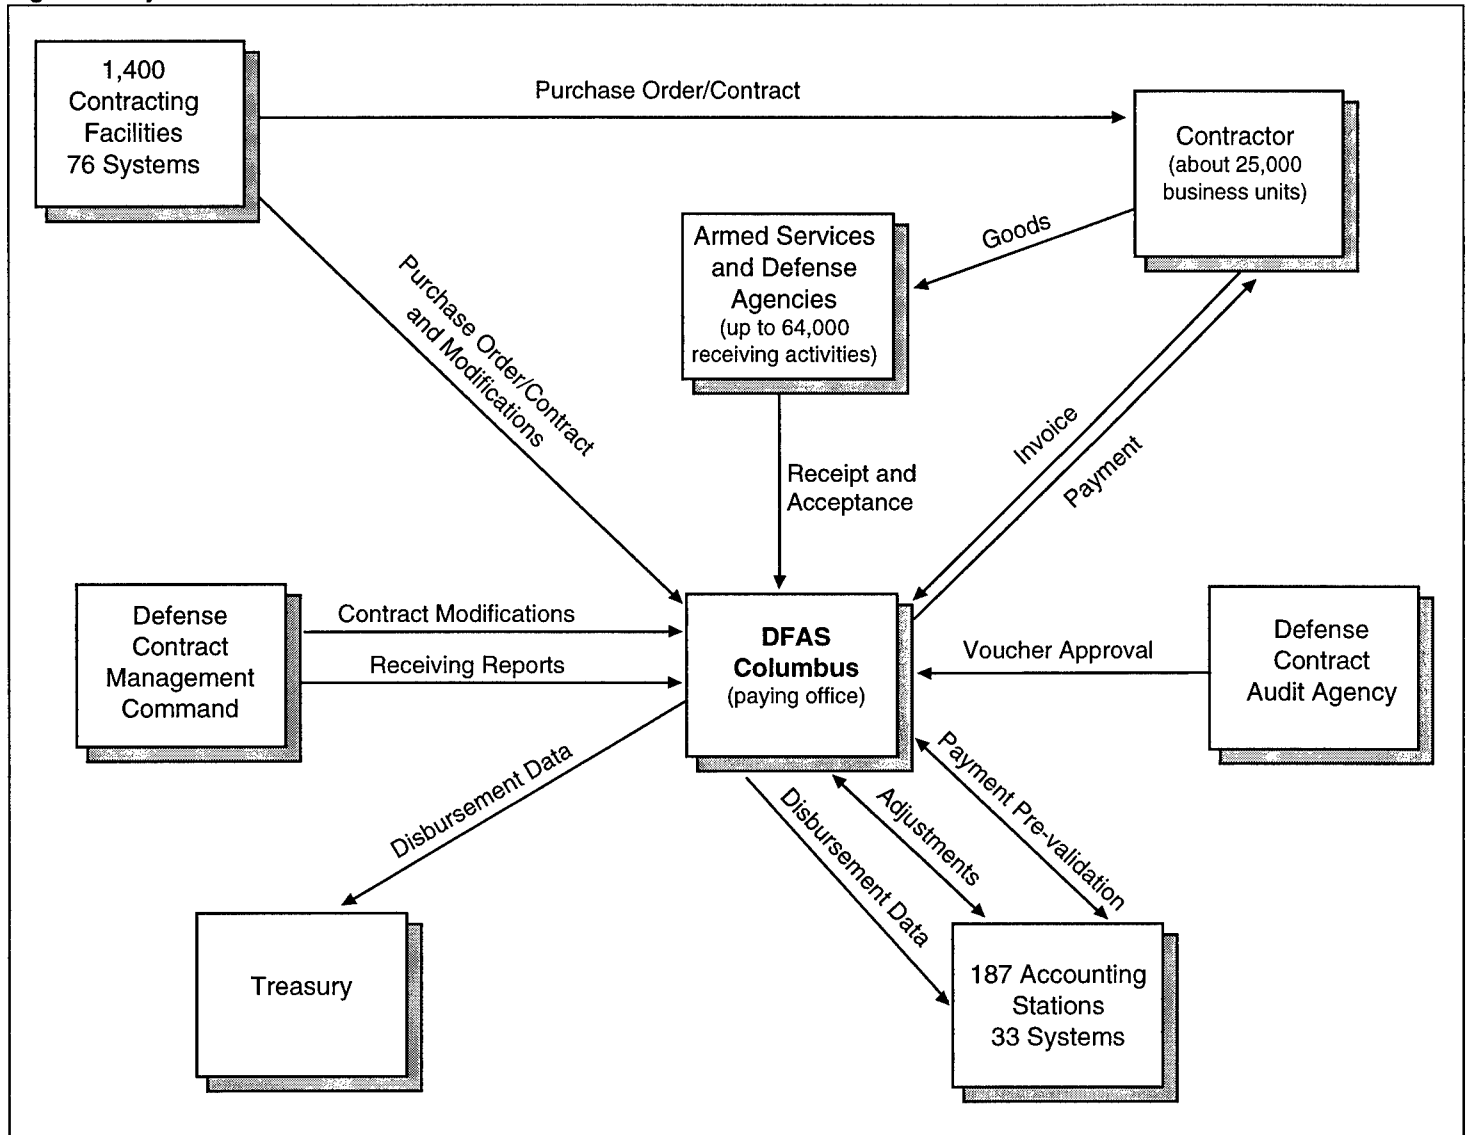 1,400
Contracting
Facilities
76 Systems
Purchase Order/Contract
Contractor
(about 25,000
business units)
Armed Services
and Defense
Agencies
(up to 64,000
receiving activities)
Goods
Purchase Order/Contract
and Modifications
Receipt and
Acceptance
Invoice
Payment
Defense
Contract
Management
Command
Contract Modifications
Receiving Reports
DFAS
Columbus
(paying office)
Voucher Approval
Defense
Contract
Audit Agency
Disbursement Data
Disbursement Data
Adjustments
Payment Pre-validation
Treasury
187 Accounting
Stations
33 Systems